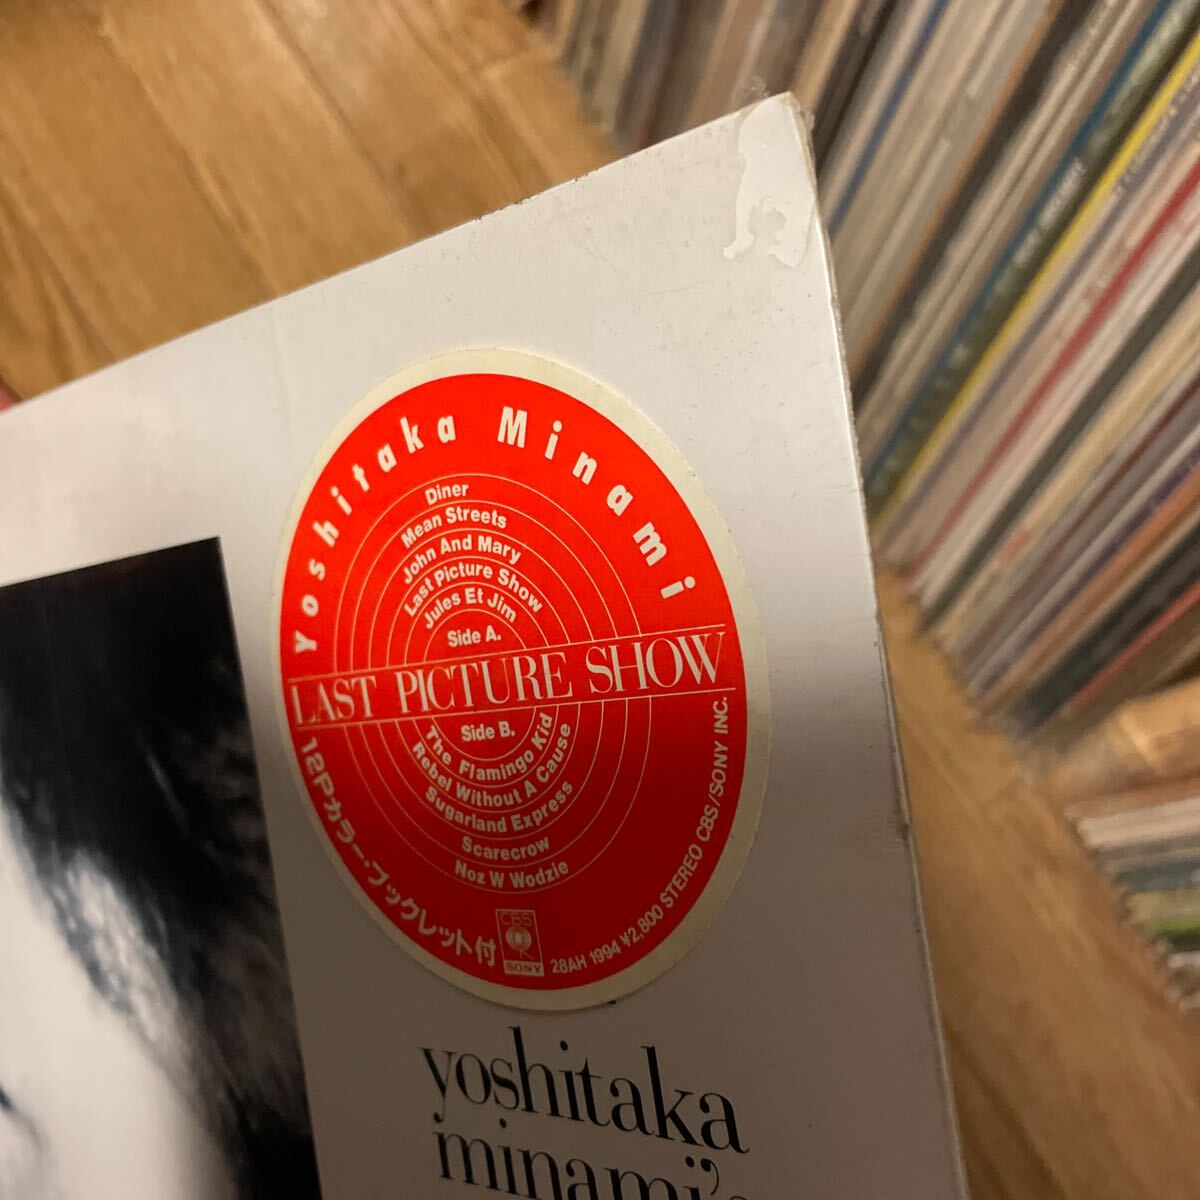 Yoshitaka Minami
Diner
Mean Streets
John And Mary
Last Picture Show
Jules Et Jim
Side A.
LAST PICTURE SHOW
Side B.
The Flamingo Kid
Rebel Without A Cause
Sugarland Express
Scarecrow
Noz W Wodzie
12Pカラー・ブックレット付
CBS
SONY
28AH 1994 ¥2,800 STEREO CBS/SONY INC.
yoshitaka
minami's